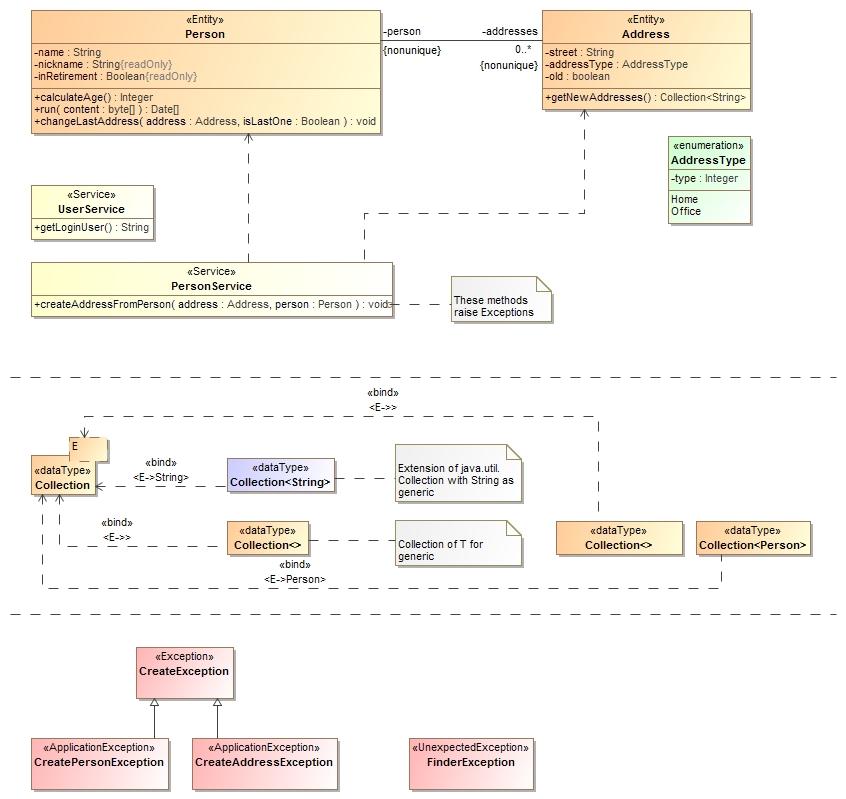 «Entity»
Person
-name : String
-nickname : String{readOnly}
-inRetirement : Boolean{readOnly}
+calculateAge() : Integer
+run( content : byte[] ) : Date[]
+changeLastAddress( address : Address, isLastOne : Boolean ) : void
-person
{nonunique}
-addresses
0..*
{nonunique}
«Entity»
Address
-street : String
-addressType : AddressType
-old : boolean
+getNewAddresses() : Collection<String>
«enumeration»
AddressType
-type : Integer
Home
Office
«Service»
UserService
+getLoginUser() : String
«Service»
PersonService
+createAddressFromPerson( address : Address, person : Person ) : void
These methods
raise Exceptions
«bind»
<E->>
E
«dataType»
Collection
«bind»
<E->String>
«dataType»
Collection<String>
Extension of java.util.
Collection with String as
generic
«bind»
<E->>
«dataType»
Collection<>
Collection of T for
generic
«dataType»
Collection<>
«dataType»
Collection<Person>
«bind»
<E->Person>
«Exception»
CreateException
«ApplicationException»
CreatePersonException
«ApplicationException»
CreateAddressException
«UnexpectedException»
FinderException